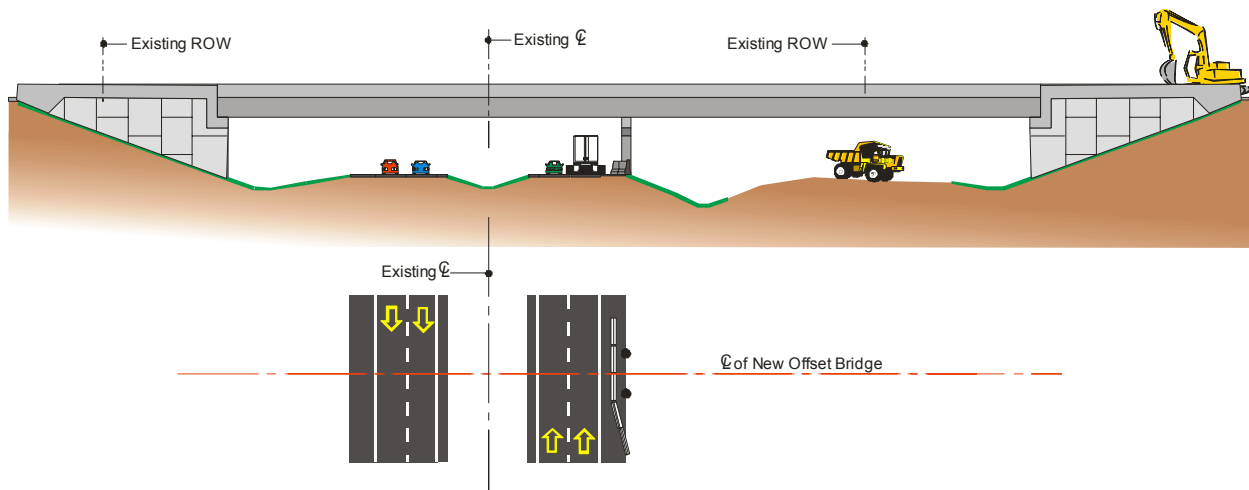 Existing ROW
Existing ℄
Existing ROW
Existing ℄
℄ of New Offset Bridge